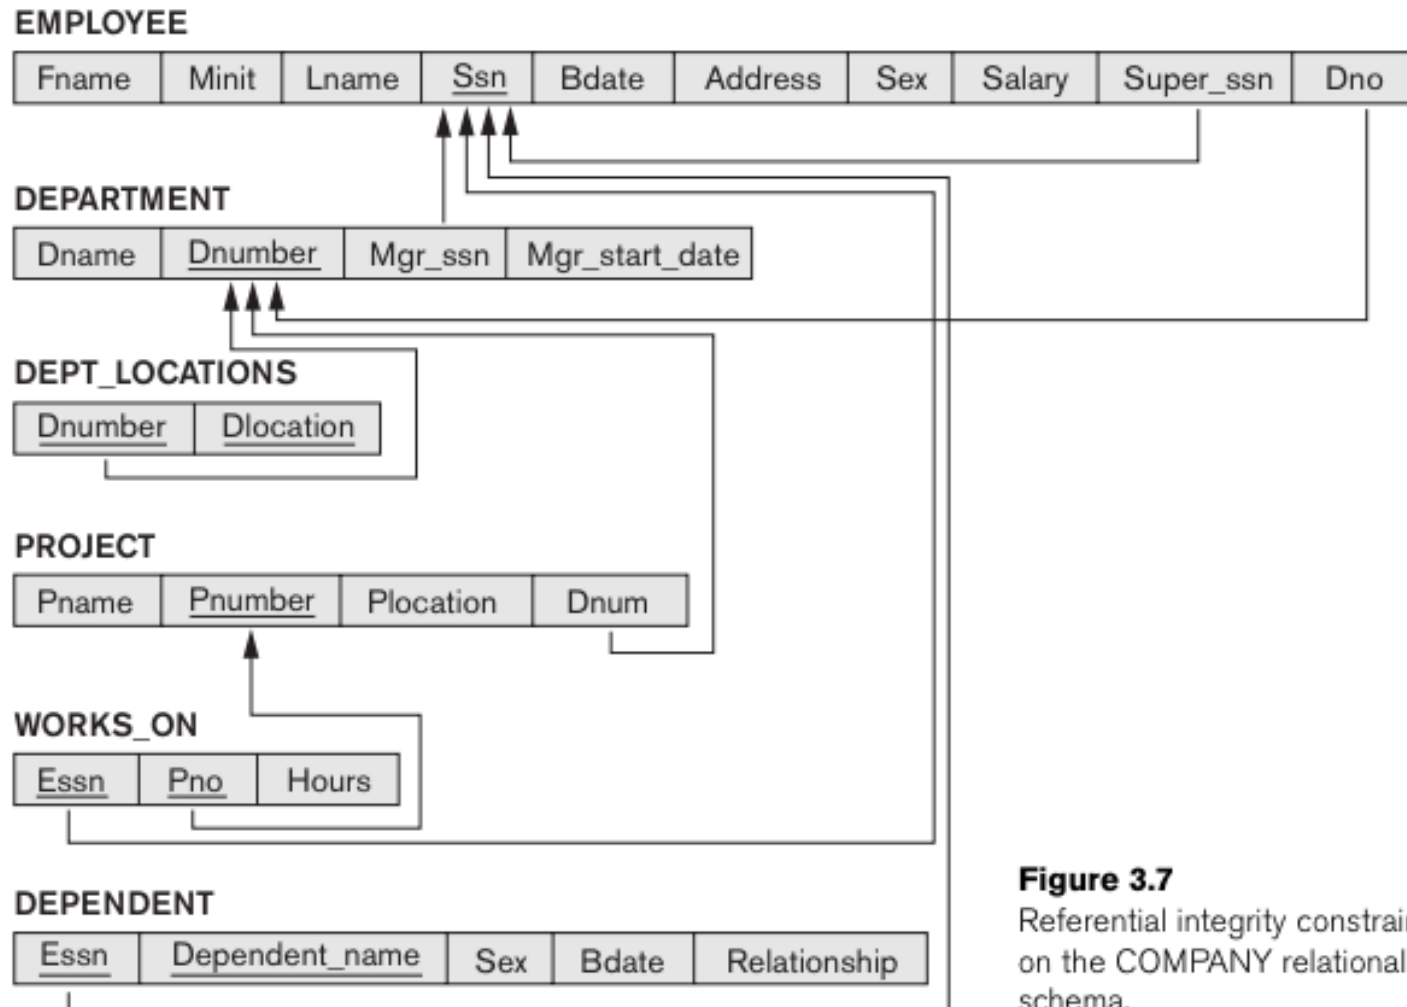 EMPLOYEE
Fname Minit Lname Ssn Bdate Address Sex Salary Super_ssn Dno
DEPARTMENT
Dname Dnumber Mgr_ssn Mgr_start_date
DEPT_LOCATIONS
Dnumber Dlocation
PROJECT
Pname Pnumber Plocation Dnum
WORKS_ON
Essn Pno Hours
DEPENDENT
Essn Dependent_name Sex Bdate Relationship
Figure 3.7
Referential integrity
on the COMPANY relational
schema.